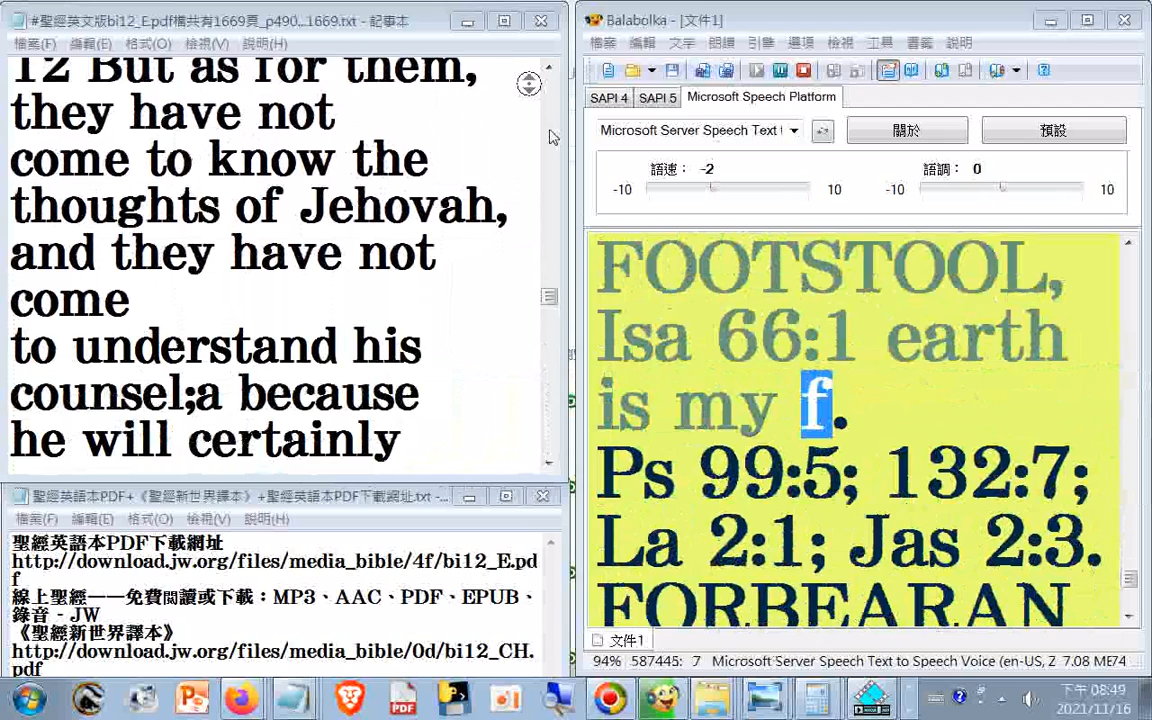 #聖經英文版bi12_E.pdf檔共有1669頁_p490....1669.txt - 記事本
檔案(F) 編輯(E) 格式(O) 檢視(V) 說明(H)
12 But as for them,
they have not
come to know the
thoughts of Jehovah,
and they have not
come
to understand his
counsel;a because
he will certainly
聖經英語本PDF+《聖經新世界譯本》+聖經英語本PDF下載網址.txt -...
檔案(F) 編輯(E) 格式(O) 檢視(V) 說明(H)
聖經英語本PDF下載網址
http://download.jw.org/files/media_bible/4f/bi12_E.pd
f
線上聖經——免費閱讀或下載：MP3、AAC、PDF、EPUB、
錄音 - JW
《聖經新世界譯本》
http://download.jw.org/files/media_bible/0d/bi12_CH.
pdf
Balabolka - [文件1]
檔案 編輯 文字 朗讀 引擎 選項 檢視 工具 書籤 說明
SAPI 4 SAPI 5 Microsoft Speech Platform
Microsoft Server Speech Text 關於 預設
語速： -2 語調： 0
-10 10 -10 10
FOOTSTOOL,
Isa 66:1 earth
is my f.
Ps 99:5; 132:7;
La 2:1; Jas 2:3.
FORBEARAN
文件1
94% 587445: 7 Microsoft Server Speech Text to Speech Voice (en-US, Z 7.08 ME74
下午 08:49
2021/11/16